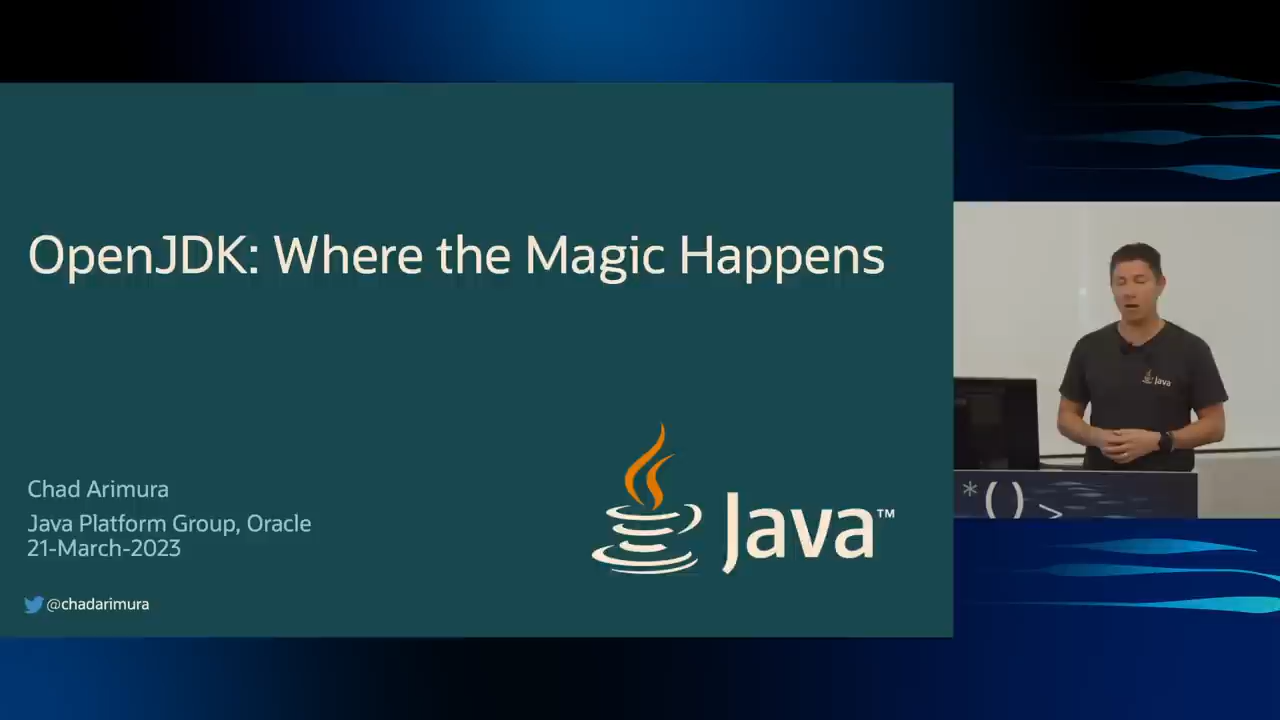 OpenJDK: Where the Magic Happens
Chad Arimura
Java Platform Group, Oracle
21-March-2023
@chadarimura
Java™
Java
*()>